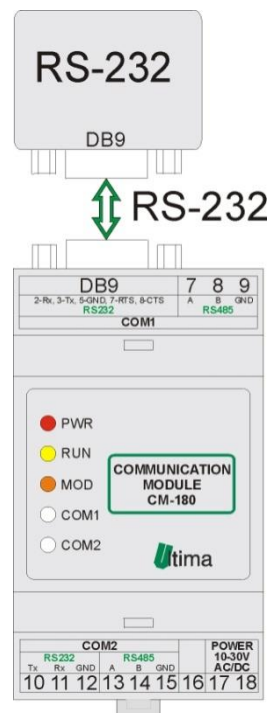 RS-232
DB9
RS-232
DB9 7 8 9
2-Rx, 3-Tx, 5-GND, 7-RTS, 8-CTS A B GND
RS232 RS485
COM1
PWR
RUN
MOD
COM1
COM2
COMMUNICATION
MODULE
CM-180
Ultima
COM2 POWER
RS232 RS485 10-30V
Tx Rx GND A B GND AC/DC
10 11 12 13 14 15 16 17 18